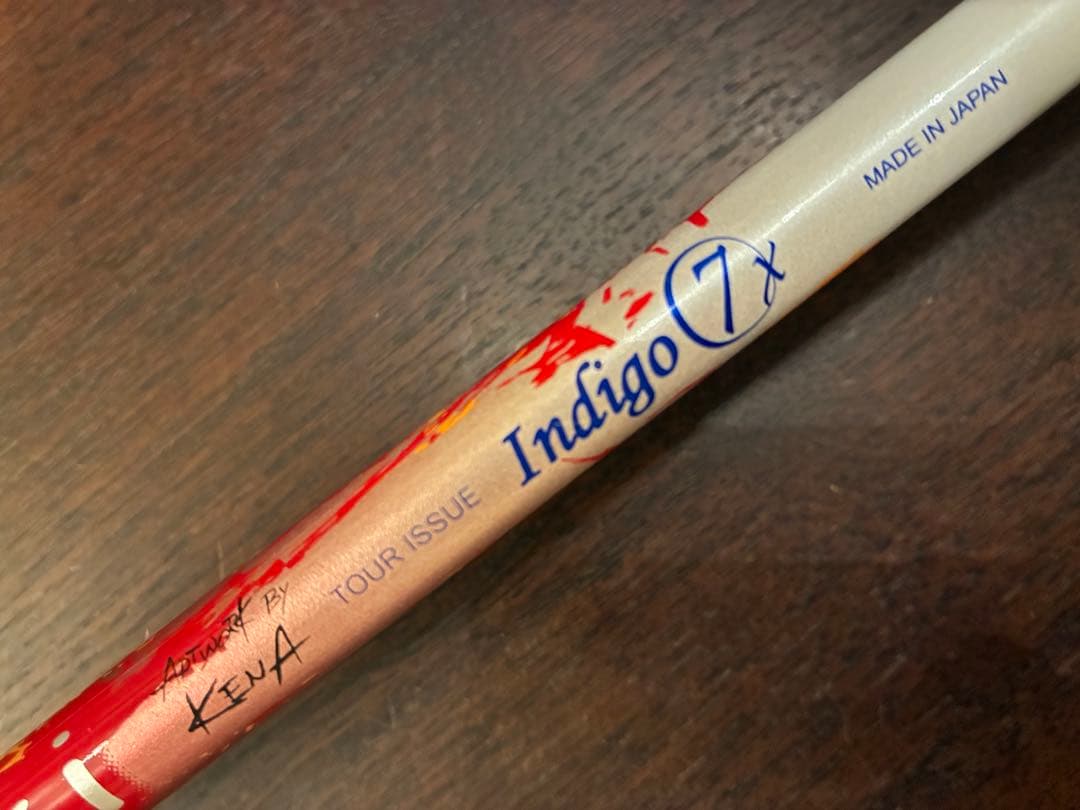 Artwork By
KENA
TOUR ISSUE
Indigo 7x
MADE IN JAPAN